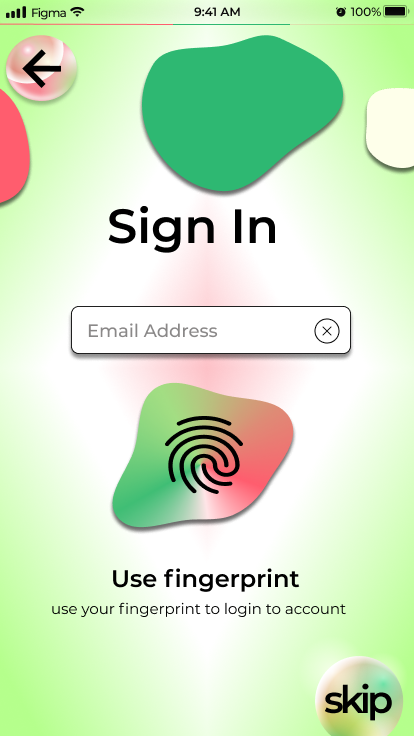 Figma 9:41 AM 100%
Sign In
Email Address
Use fingerprint
use your fingerprint to login to account
skip